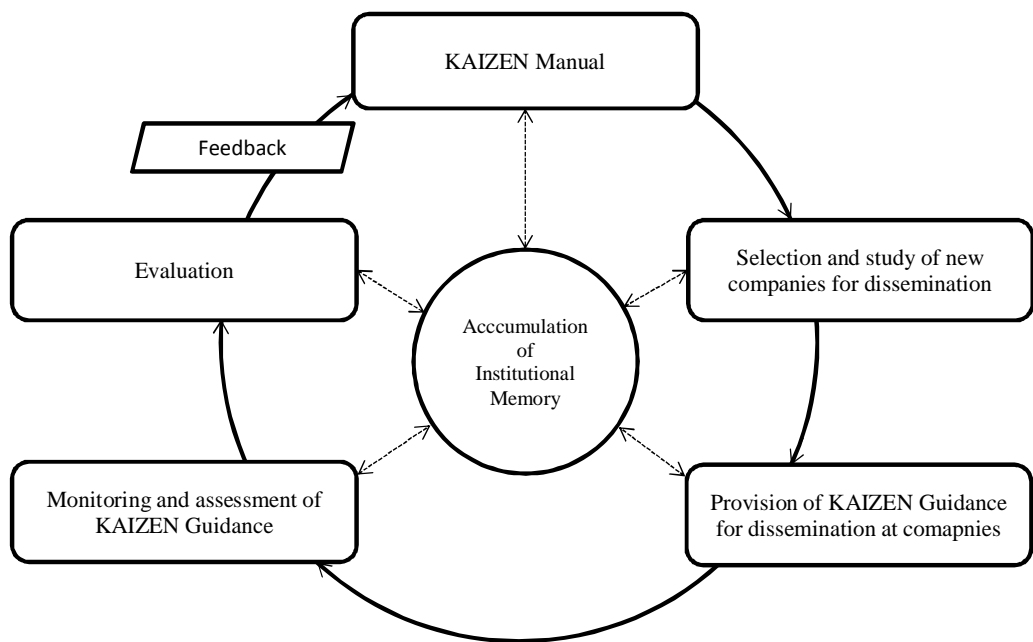 KAIZEN Manual
Feedback
Evaluation
Selection and study of new
companies for dissemination
Acccumulation
of
Institutional
Memory
Monitoring and assessment of
KAIZEN Guidance
Provision of KAIZEN Guidance
for dissemination at comapnies